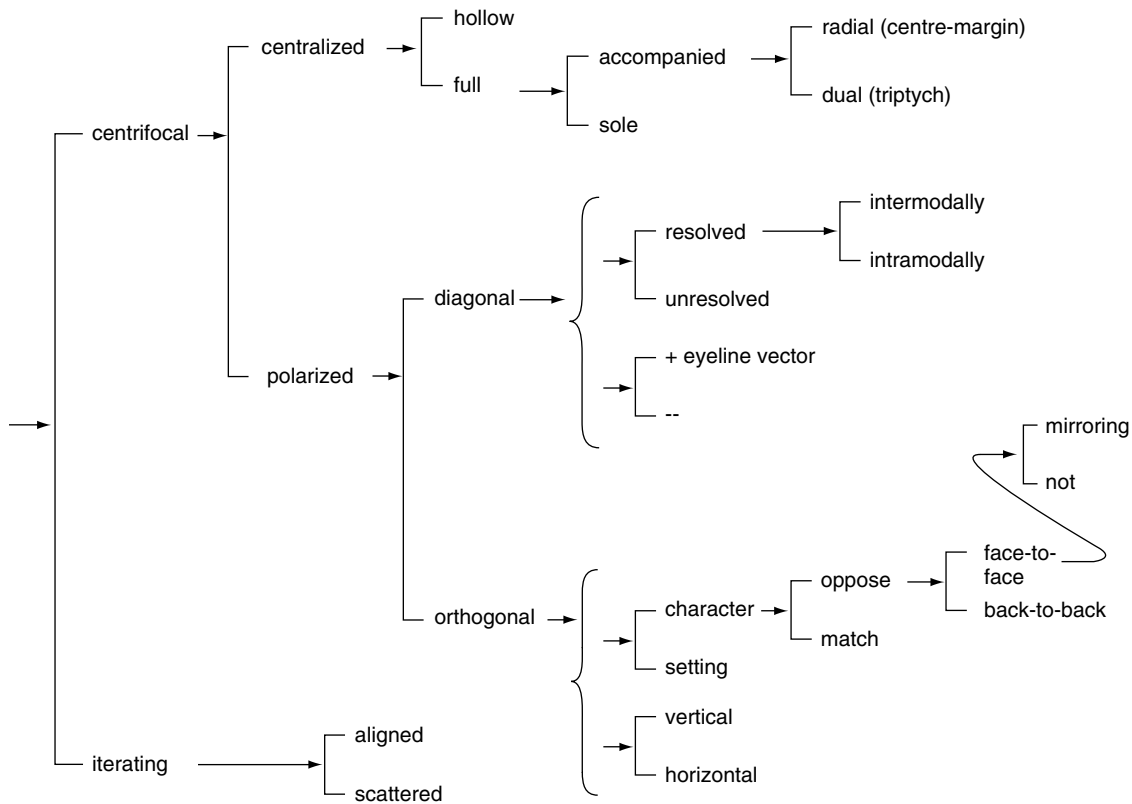 hollow
radial (centre-margin)
centralized
accompanied
full
dual (triptych)
sole
centrifocal
intermodally
resolved
intramodally
diagonal
unresolved
+ eyeline vector
polarized
--
mirroring
not
face-to-
face
oppose
character
back-to-back
orthogonal
match
setting
vertical
aligned
iterating
horizontal
scattered